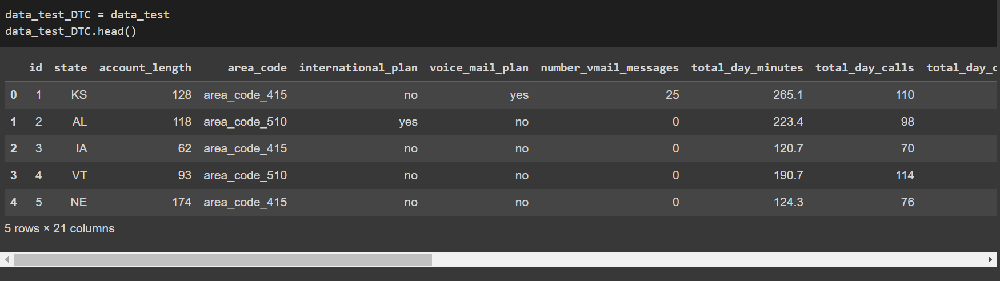 data_test_DTC = data_test
data_test_DTC.head()
id state account_length area_code international_plan voice_mail_plan number_vmail_messages total_day_minutes total_day_calls total_day_c
0 1 KS 128 area_code_415 no yes 25 265.1 110
1 2 AL 118 area_code_510 yes no 0 223.4 98
2 3 IA 62 area_code_415 no no 0 120.7 70
3 4 VT 93 area_code_510 no no 0 190.7 114
4 5 NE 174 area_code_415 no no 0 124.3 76
5 rows × 21 columns